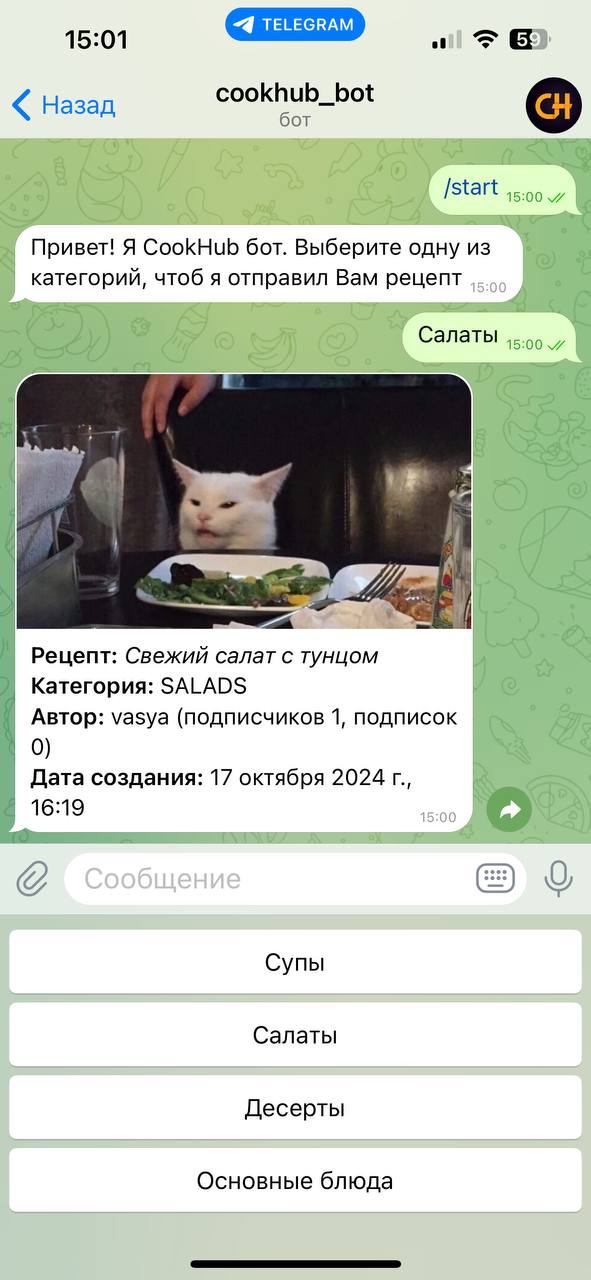 15:01
TELEGRAM
59
Назад
cookhub_bot
бот
CH
/start 15:00
Привет! Я CookHub бот. Выберите одну из
категорий, чтоб я отправил Вам рецепт 15:00
Салаты 15:00
Рецепт: Свежий салат с тунцом
Категория: SALADS
Автор: vasya (подписчиков 1, подписок
0)
Дата создания: 17 октября 2024 г.,
16:19
15:00
Сообщение
Супы
Салаты
Десерты
Основные блюда